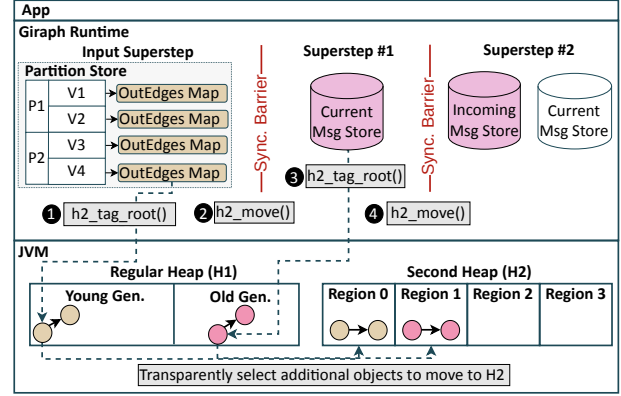 App
Giraph Runtime
Input Superstep
Superstep #1
Superstep #2
Partition Store
P1
V1
OutEdges Map
V2
OutEdges Map
P2
V3
OutEdges Map
V4
OutEdges Map
Sync. Barrier
Current
Msg Store
Sync. Barrier
Incoming
Msg Store
Current
Msg Store
1 h2_tag_root()
2 h2_move()
3 h2_tag_root()
4 h2_move()
JVM
Regular Heap (H1)
Second Heap (H2)
Young Gen.
Old Gen.
Region 0
Region 1
Region 2
Region 3
Transparently select additional objects to move to H2